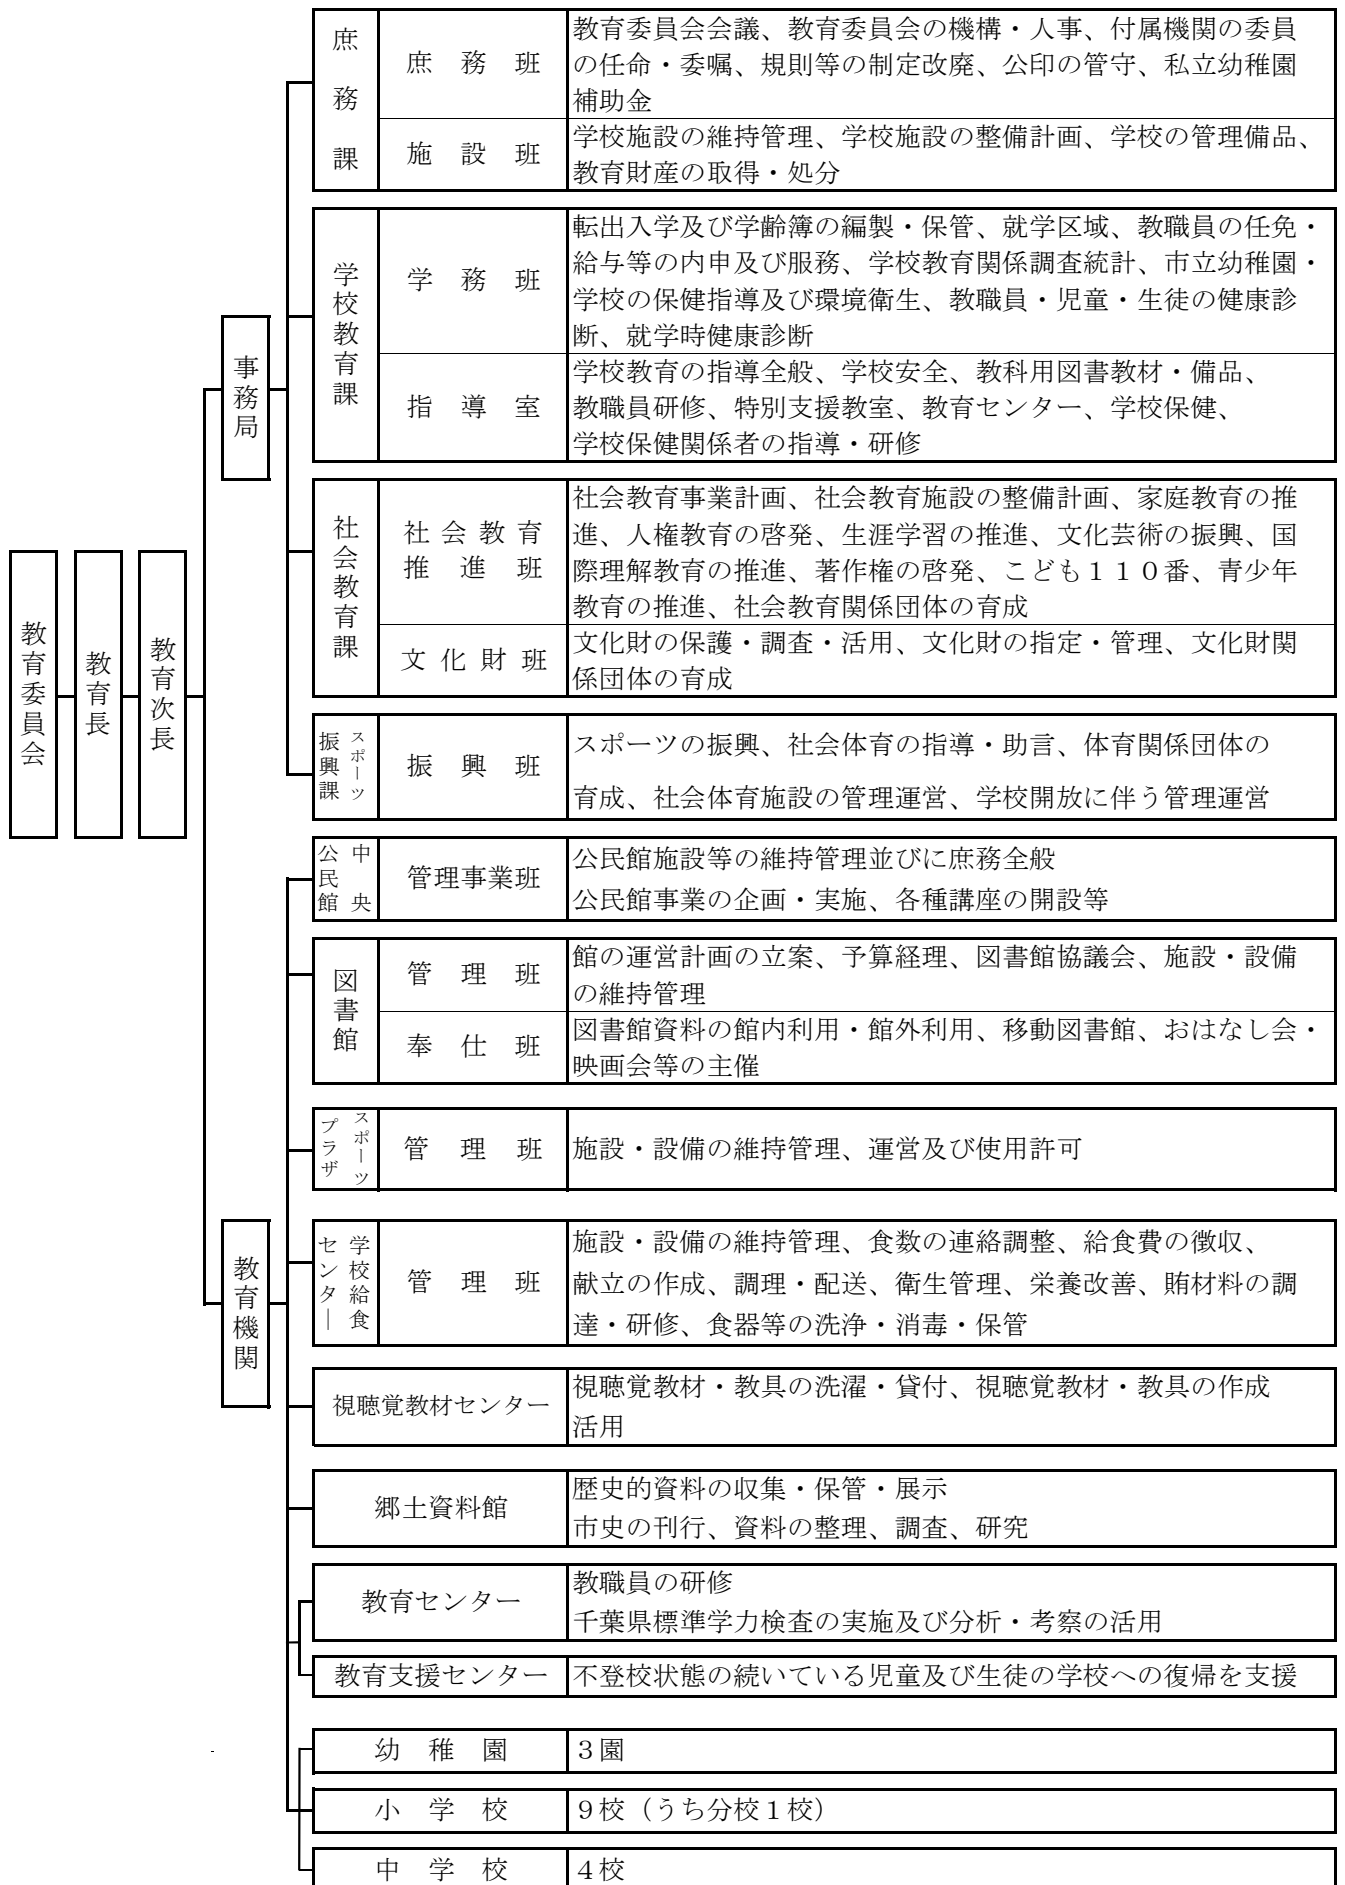 教育委員会
教育長
教育次長
事務局
庶務課
庶務班
教育委員会会議、教育委員会の機構・人事、付属機関の委員
の任命・委嘱、規則等の制定改廃、公印の管守、私立幼稚園
補助金
施設班
学校施設の維持管理、学校施設の整備計画、学校の管理備品、
教育財産の取得・処分
学校教育課
学務班
転出入学及び学齢簿の編製・保管、就学区域、教職員の任免・
給与等の内申及び服務、学校教育関係調査統計、市立幼稚園・
学校の保健指導及び環境衛生、教職員・児童・生徒の健康診
断、就学時健康診断
指導室
学校教育の指導全般、学校安全、教科用図書教材・備品、
教職員研修、特別支援教室、教育センター、学校保健、
学校保健関係者の指導・研修
社会教育課
社会教育
推進班
社会教育事業計画、社会教育施設の整備計画、家庭教育の推
進、人権教育の啓発、生涯学習の推進、文化芸術の振興、国
際理解教育の推進、著作権の啓発、こども１１０番、青少年
教育の推進、社会教育関係団体の育成
文化財班
文化財の保護・調査・活用、文化財の指定・管理、文化財関
係団体の育成
スポーツ
振興課
振興班
スポーツの振興、社会体育の指導・助言、体育関係団体の
育成、社会体育施設の管理運営、学校開放に伴う管理運営
教育機関
中央
公民館
管理事業班
公民館施設等の維持管理並びに庶務全般
公民館事業の企画・実施、各種講座の開設等
図書館
管理班
館の運営計画の立案、予算経理、図書館協議会、施設・設備
の維持管理
奉仕班
図書館資料の館内利用・館外利用、移動図書館、おはなし会・
映画会等の主催
スポーツ
プラザ
管理班
施設・設備の維持管理、運営及び使用許可
学校給食
センター
管理班
施設・設備の維持管理、食数の連絡調整、給食費の徴収、
献立の作成、調理・配送、衛生管理、栄養改善、賄材料の調
達・研修、食器等の洗浄・消毒・保管
視聴覚教材センター
視聴覚教材・教具の洗濯・貸付、視聴覚教材・教具の作成
活用
郷土資料館
歴史的資料の収集・保管・展示
市史の刊行、資料の整理、調査、研究
教育センター
教職員の研修
千葉県標準学力検査の実施及び分析・考察の活用
教育支援センター
不登校状態の続いている児童及び生徒の学校への復帰を支援
幼稚園
３園
小学校
９校（うち分校１校）
中学校
４校